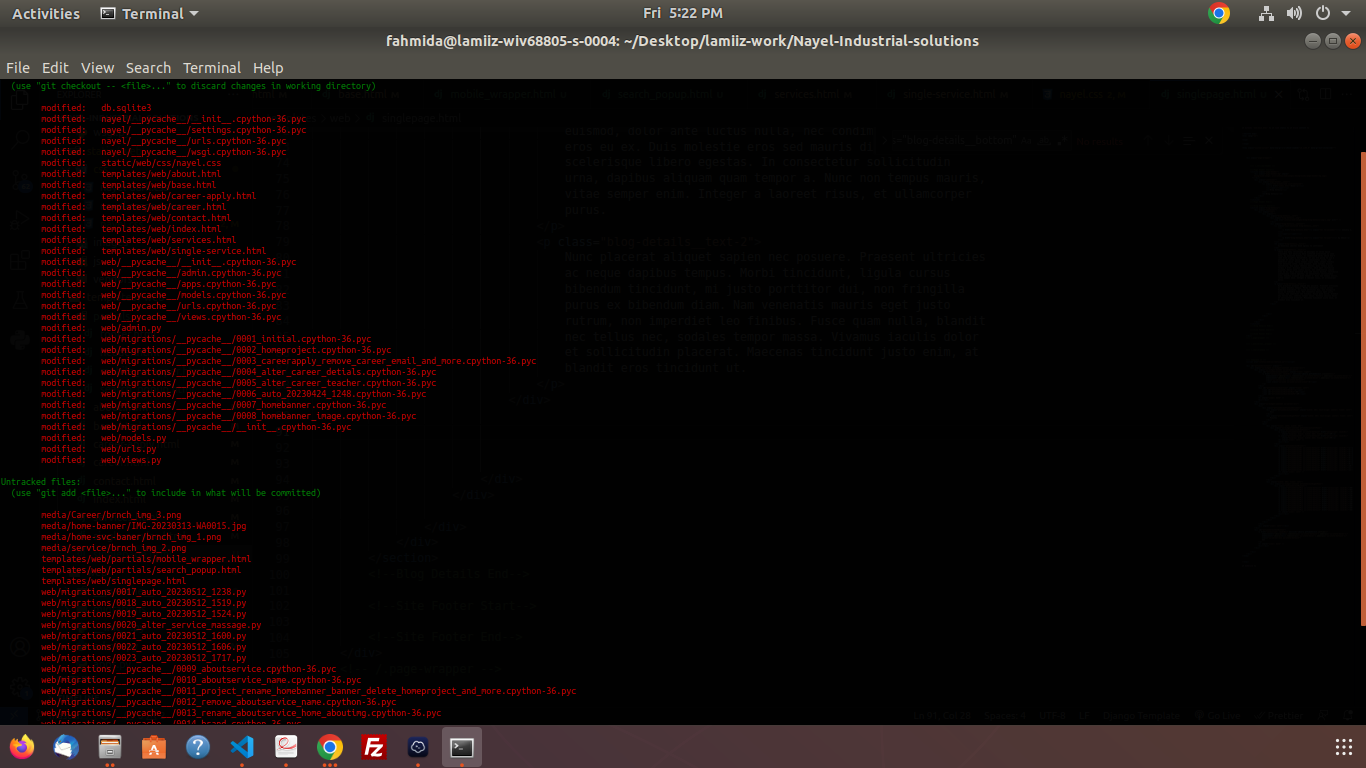 Activities Terminal Fri 5:22 PM
fahmida@lamiiz-wiv68805-s-0004: ~/Desktop/lamiiz-work/Nayel-Industrial-solutions
File Edit View Search Terminal Help
(use "git checkout -- <file>..." to discard changes in working directory)
modified: db.sqlite3
modified: nayel/__pycache__/__init__.cpython-36.pyc
modified: nayel/__pycache__/settings.cpython-36.pyc
modified: nayel/__pycache__/urls.cpython-36.pyc
modified: nayel/__pycache__/wsgi.cpython-36.pyc
modified: static/web/css/nayel.css
modified: templates/web/about.html
modified: templates/web/base.html
modified: templates/web/career-apply.html
modified: templates/web/career.html
modified: templates/web/contact.html
modified: templates/web/index.html
modified: templates/web/services.html
modified: templates/web/single-service.html
modified: web/__pycache__/__init__.cpython-36.pyc
modified: web/__pycache__/admin.cpython-36.pyc
modified: web/__pycache__/apps.cpython-36.pyc
modified: web/__pycache__/models.cpython-36.pyc
modified: web/__pycache__/urls.cpython-36.pyc
modified: web/__pycache__/views.cpython-36.pyc
modified: web/admin.py
modified: web/migrations/__pycache__/0001_initial.cpython-36.pyc
modified: web/migrations/__pycache__/0002_homeproject.cpython-36.pyc
modified: web/migrations/__pycache__/0003_careerapply_remove_career_email_and_more.cpython-36.pyc
modified: web/migrations/__pycache__/0004_alter_career_detials.cpython-36.pyc
modified: web/migrations/__pycache__/0005_alter_career_teacher.cpython-36.pyc
modified: web/migrations/__pycache__/0006_auto_20230424_1248.cpython-36.pyc
modified: web/migrations/__pycache__/0007_homebanner.cpython-36.pyc
modified: web/migrations/__pycache__/0008_homebanner_image.cpython-36.pyc
modified: web/migrations/__pycache__/__init__.cpython-36.pyc
modified: web/models.py
modified: web/urls.py
modified: web/views.py
Untracked files:
(use "git add <file>..." to include in what will be committed)
media/Career/brnch_img_3.png
media/home-banner/IMG-20230313-WA0015.jpg
media/home-svc-baner/brnch_img_1.png
media/service/brnch_img_2.png
templates/web/partials/mobile_wrapper.html
templates/web/partials/search_popup.html
templates/web/singlepage.html
web/migrations/0017_auto_20230512_1238.py
web/migrations/0018_auto_20230512_1519.py
web/migrations/0019_auto_20230512_1524.py
web/migrations/0020_alter_service_massage.py
web/migrations/0021_auto_20230512_1600.py
web/migrations/0022_auto_20230512_1606.py
web/migrations/0023_auto_20230512_1717.py
web/migrations/__pycache__/0009_aboutservice.cpython-36.pyc
web/migrations/__pycache__/0010_aboutservice_name.cpython-36.pyc
web/migrations/__pycache__/0011_project_rename_homebanner_banner_delete_homeproject_and_more.cpython-36.pyc
web/migrations/__pycache__/0012_remove_aboutservice_name.cpython-36.pyc
web/migrations/__pycache__/0013_rename_aboutservice_home_abouting.cpython-36.pyc